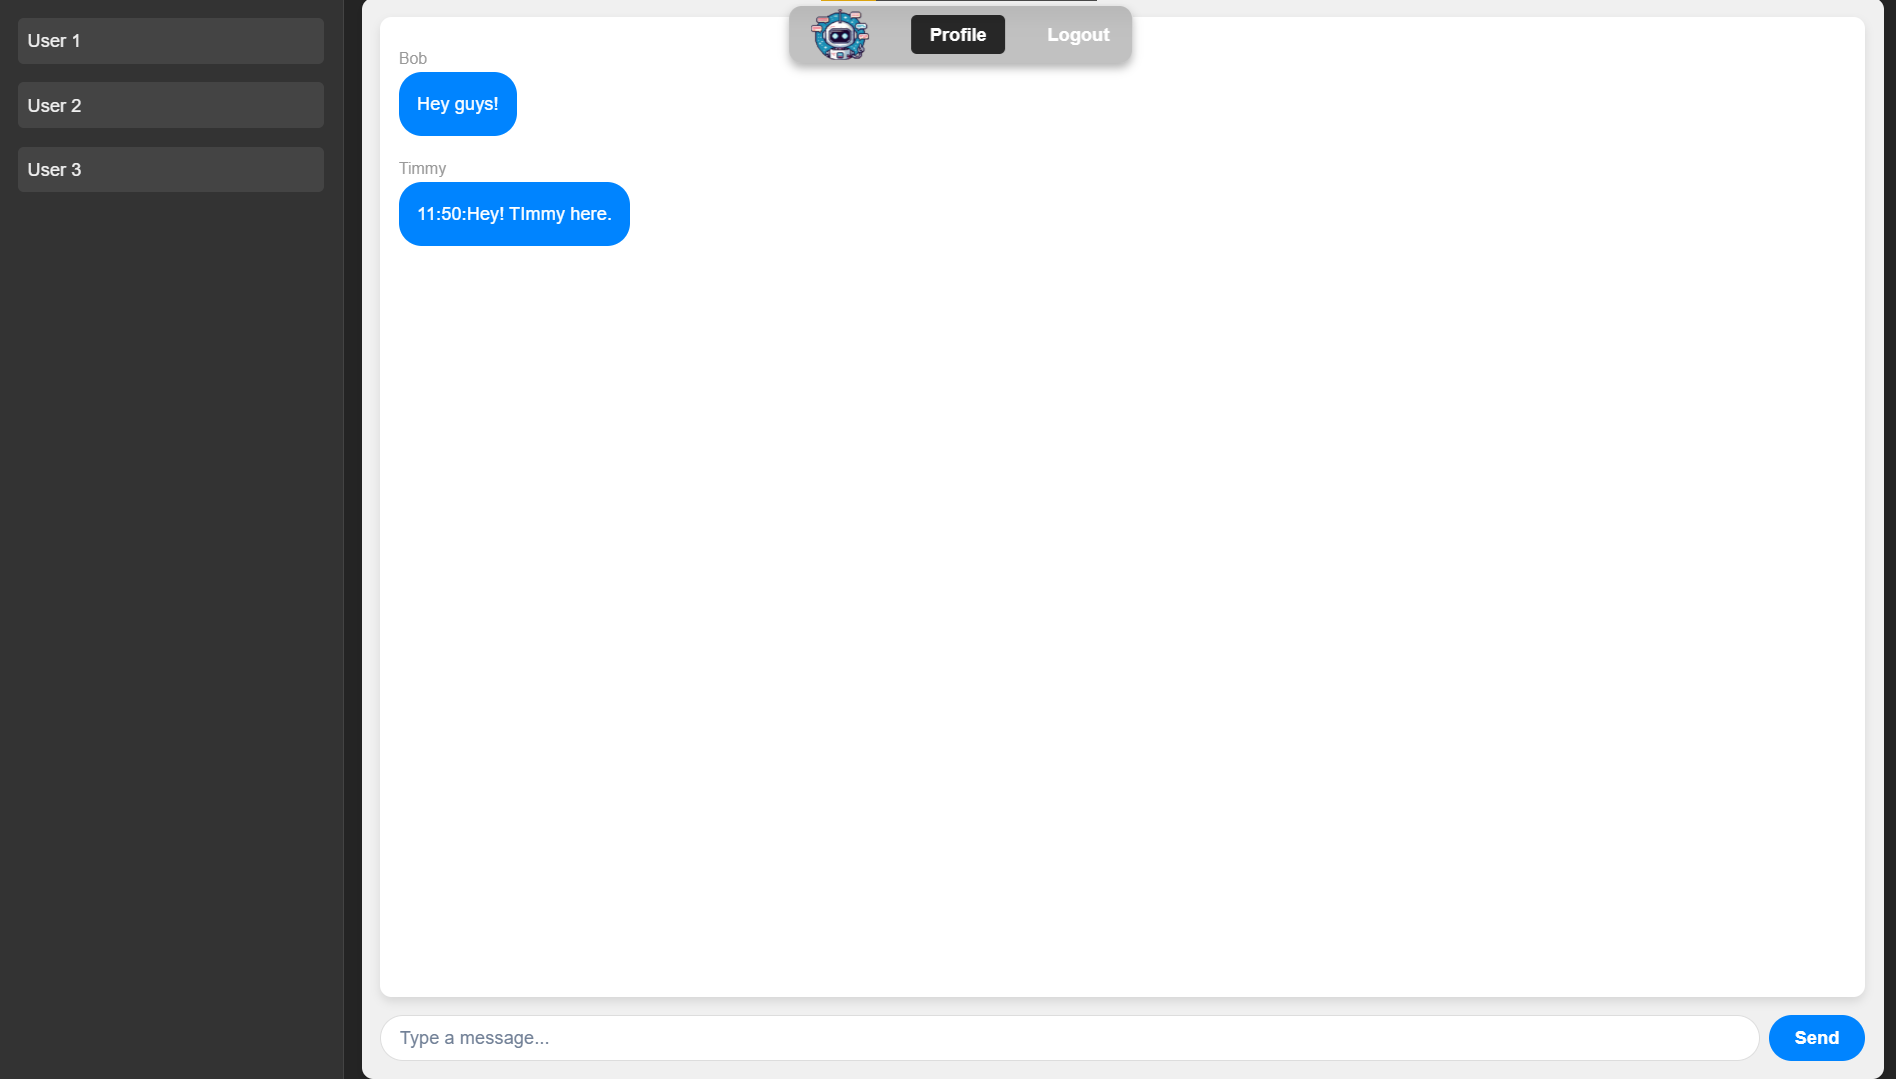 User 1
User 2
User 3
Profile
Logout
Bob
Hey guys!
Timmy
11:50:Hey! TImmy here.
Type a message...
Send